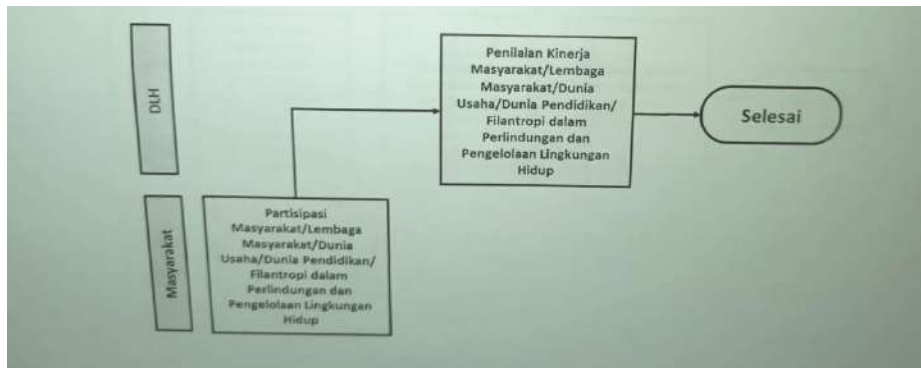 DLH
Penilaian Kinerja
Masyarakat/Lembaga
Masyarakat/Dunia
Usaha/Dunia Pendidikan/
Filantropi dalam
Perlindungan dan
Pengelolaan Lingkungan
Hidup
Selesai
Masyarakat
Partisipasi
Masyarakat/Lembaga
Masyarakat/Dunia
Usaha/Dunia Pendidikan/
Filantropi dalam
Perlindungan dan
Pengelolaan Lingkungan
Hidup